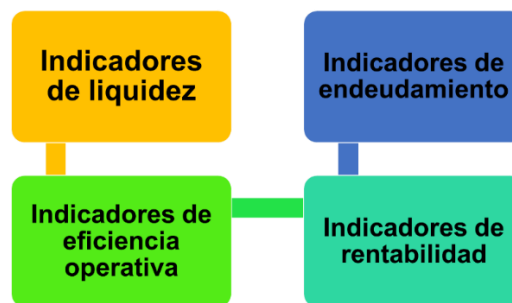 Indicadores
de liquidez
Indicadores de
eficiencia
operativa
Indicadores de
rentabilidad
Indicadores de
endeudamiento